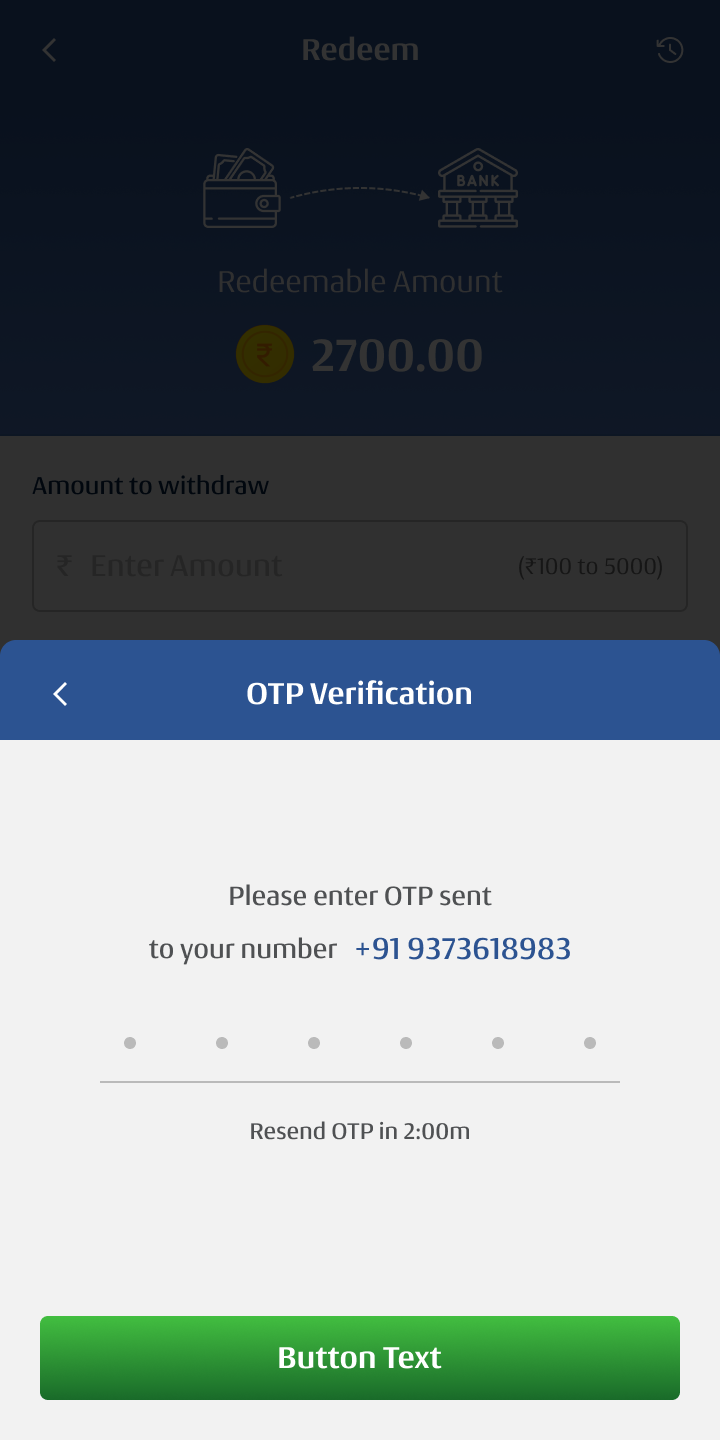 Redeem
BANK
Redeemable Amount
₹ 2700.00
Amount to withdraw
₹ Enter Amount (₹100 to 5000)
OTP Verification
Please enter OTP sent
to your number +91 9373618983
Resend OTP in 2:00m
Button Text